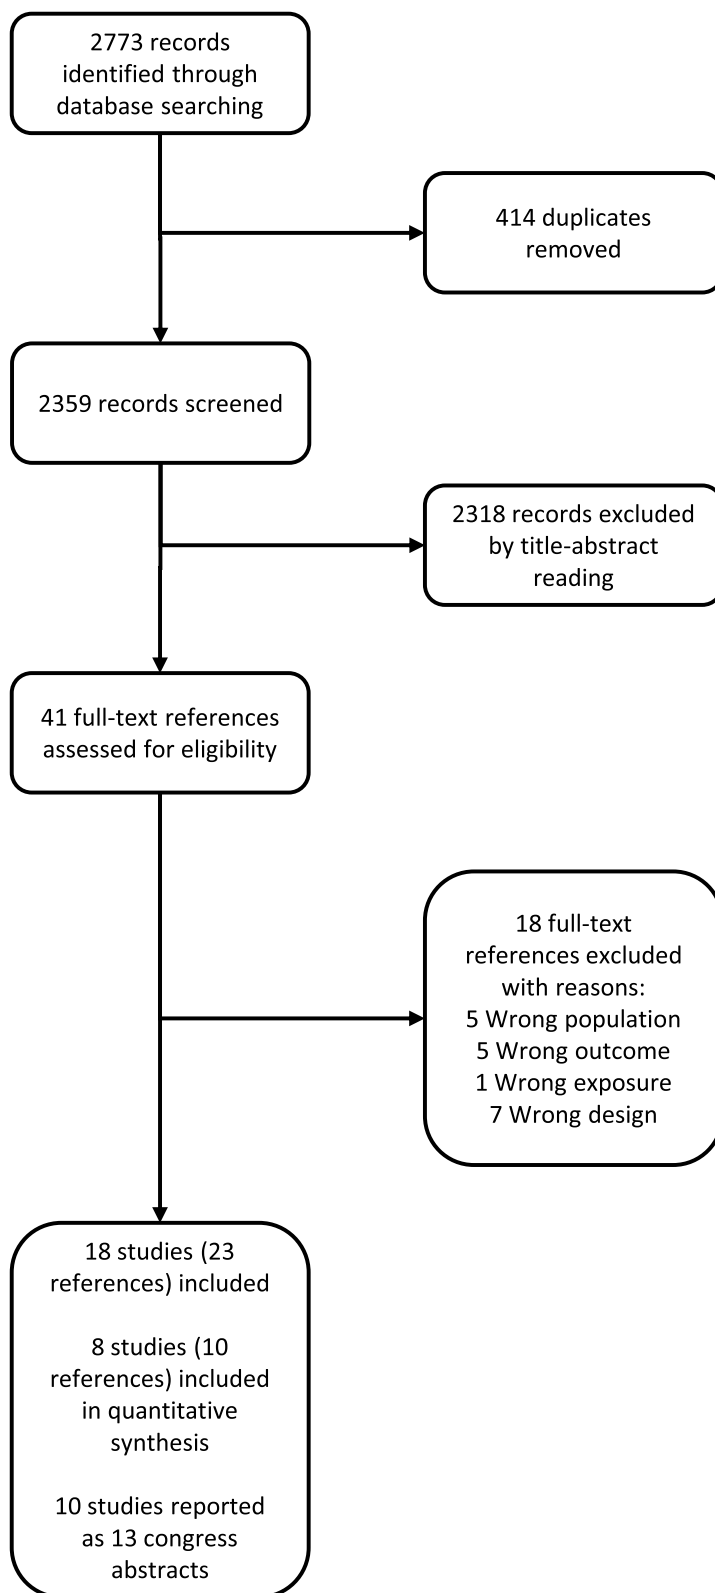 2773 records
identified through
database searching
414 duplicates
removed
2359 records screened
2318 records excluded
by title-abstract
reading
41 full-text references
assessed for eligibility
18 full-text
references excluded
with reasons:
5 Wrong population
5 Wrong outcome
1 Wrong exposure
7 Wrong design
18 studies (23
references) included
8 studies (10
references) included
in quantitative
synthesis
10 studies reported
as 13 congress
abstracts